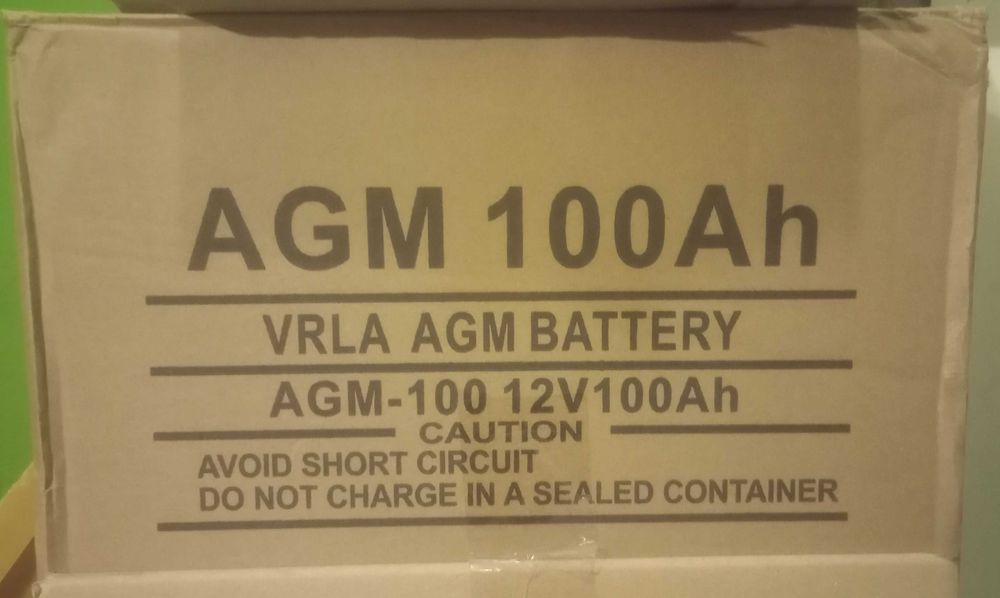 AGM 100Ah
VRLA AGM BATTERY
AGM-100 12V100Ah
CAUTION
AVOID SHORT CIRCUIT
DO NOT CHARGE IN A SEALED CONTAINER